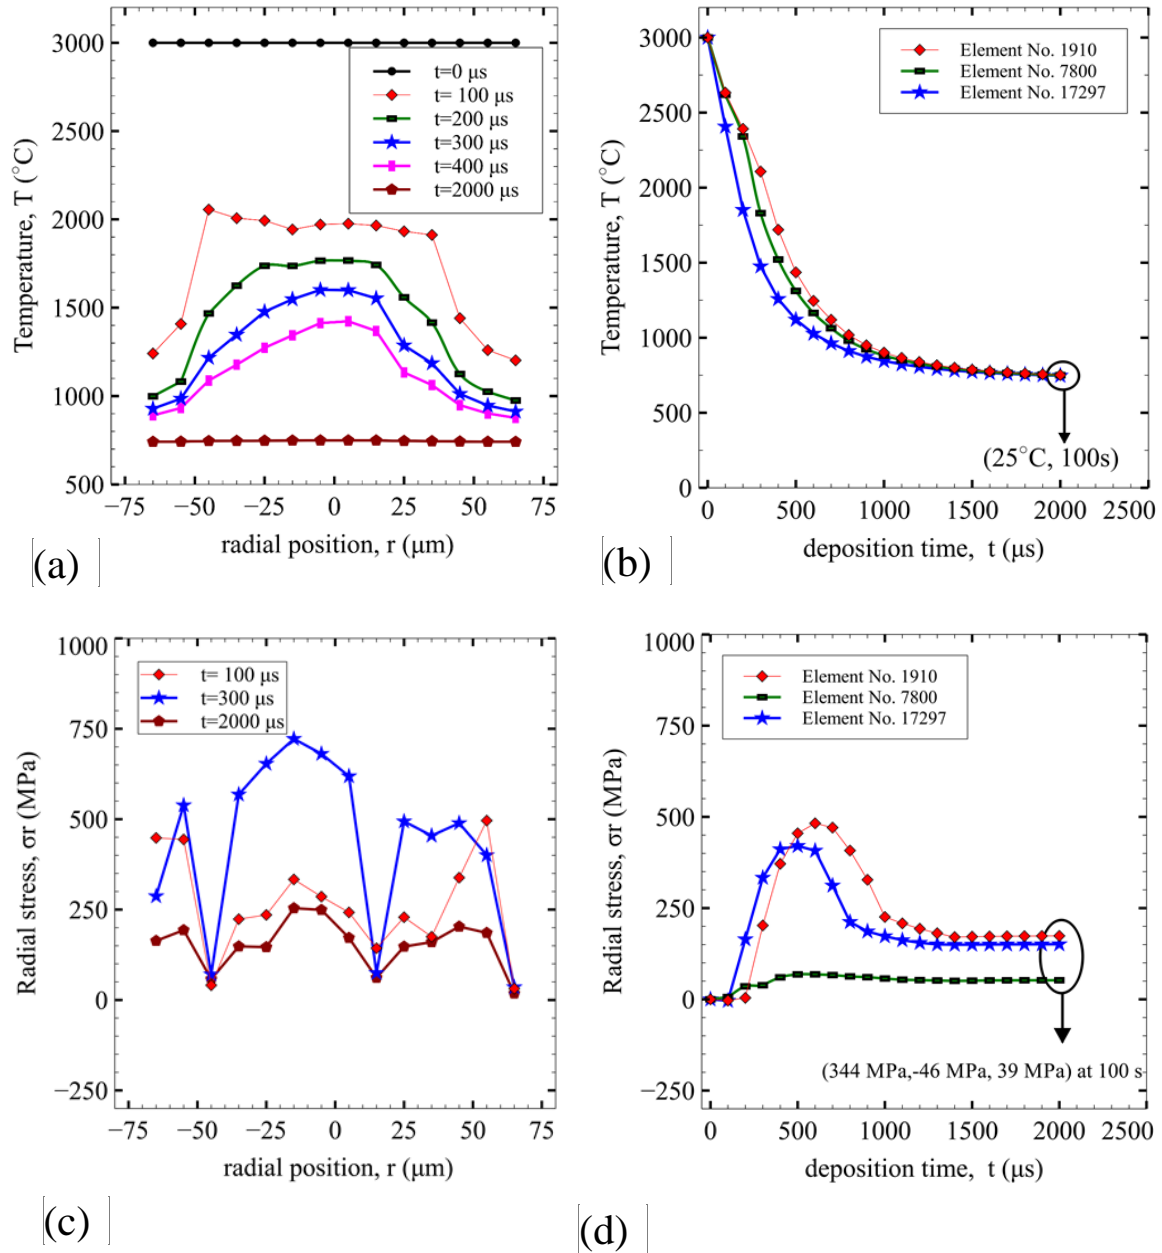 3000
2500
2000
1500
1000
500
Temperature, T (°C)
t=0 μs
t= 100 μs
t=200 μs
t=300 μs
t=400 μs
t=2000 μs
−75 −50 −25 0 25 50 75
radial position, r (μm)
(a)
3000
2500
2000
1500
1000
500
0
Temperature, T (°C)
Element No. 1910
Element No. 7800
Element No. 17297
(25°C, 100s)
0 500 1000 1500 2000 2500
deposition time, t (μs)
(b)
1000
750
500
250
0
−250
Radial stress, σr (MPa)
t= 100 μs
t=300 μs
t=2000 μs
−75 −50 −25 0 25 50 75
radial position, r (μm)
(c)
1000
750
500
250
0
−250
Radial stress, σr (MPa)
Element No. 1910
Element No. 7800
Element No. 17297
(344 MPa,-46 MPa, 39 MPa) at 100 s
0 500 1000 1500 2000 2500
deposition time, t (μs)
(d)